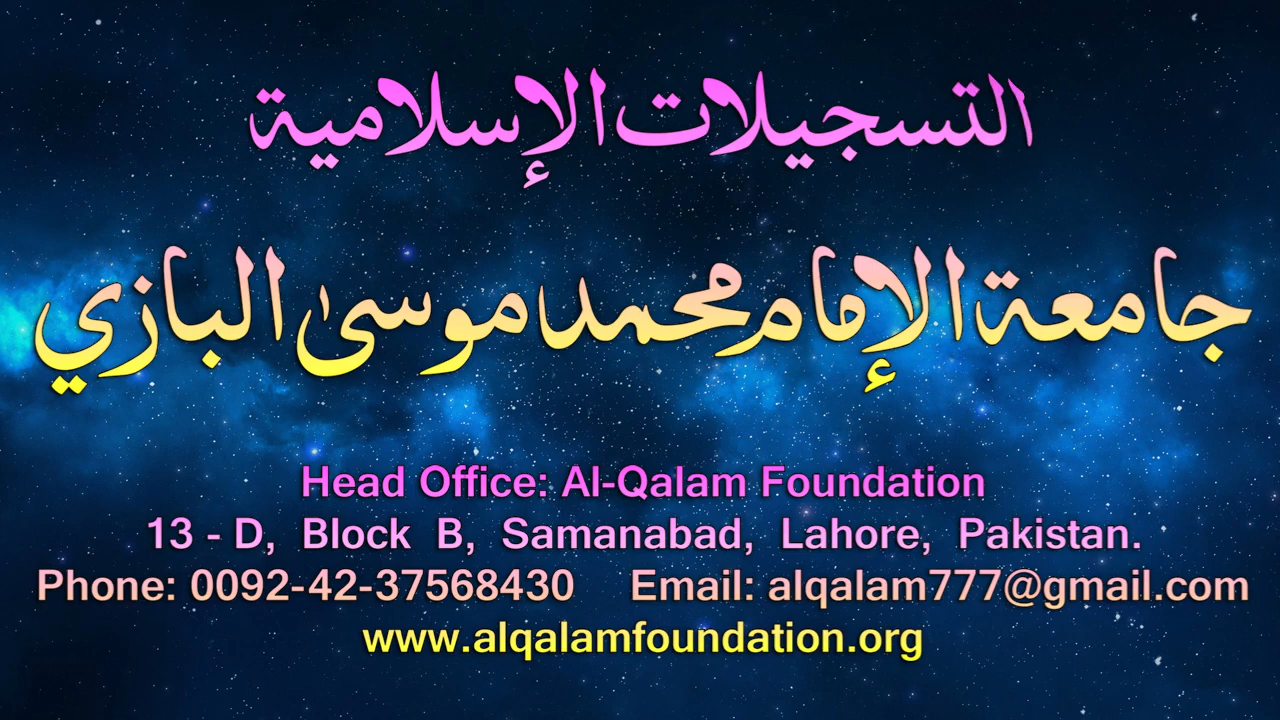 التسجيلات الإسلامية
جامعة الإمام محمد موسىٰ البازي
Head Office: Al-Qalam Foundation
13 - D, Block B, Samanabad, Lahore, Pakistan.
Phone: 0092-42-37568430 Email: alqalam777@gmail.com
www.alqalamfoundation.org